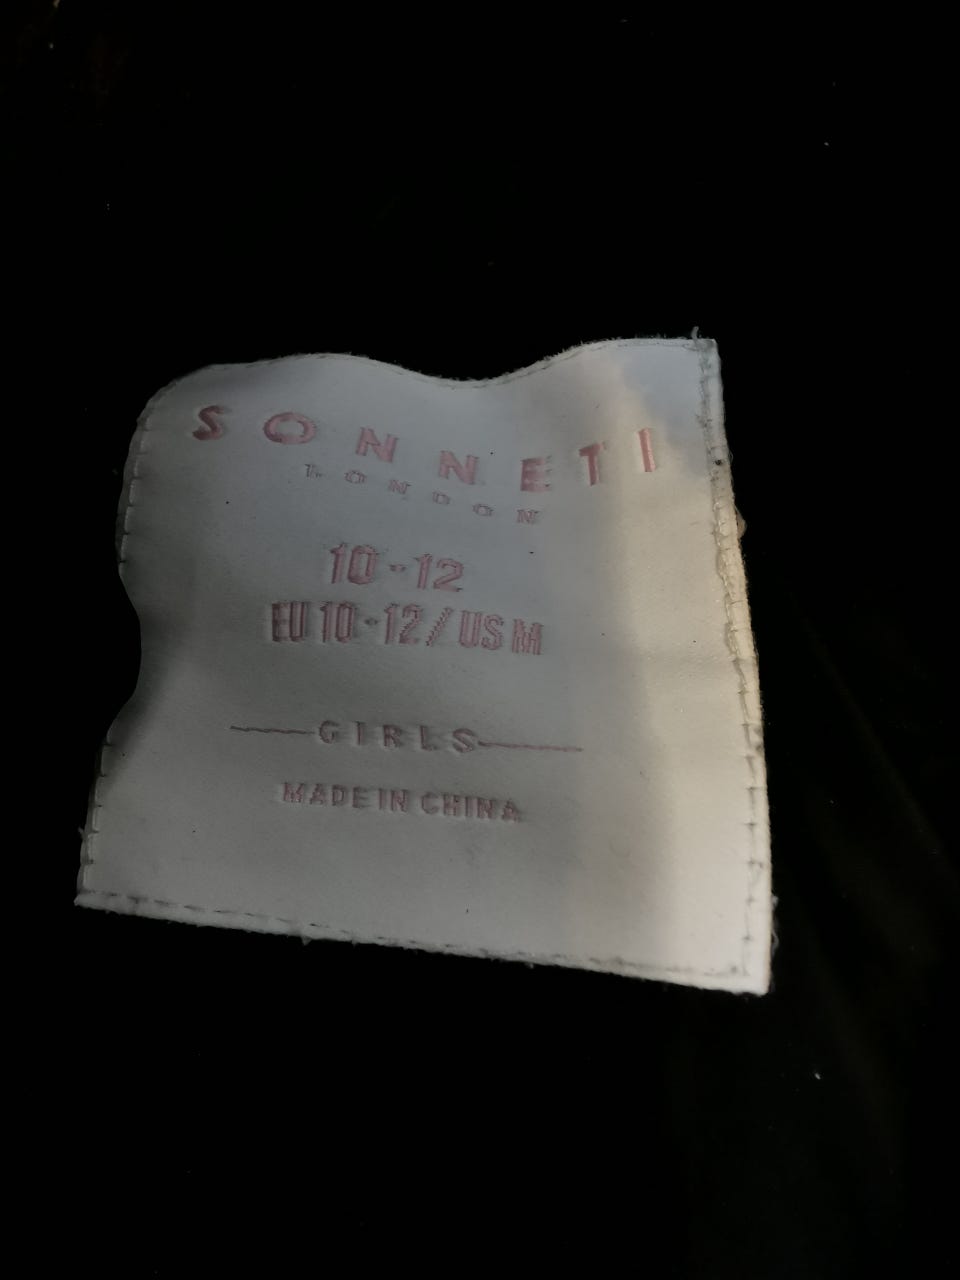 SONNETI
LONDON
10-12
EU 10-12/US M
GIRLS
MADE IN CHINA